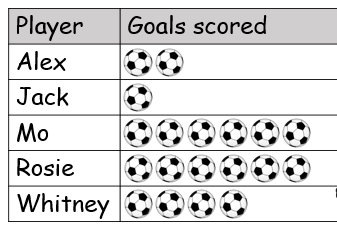 Player Goals scored
Alex
Jack
Mo
Rosie
Whitney